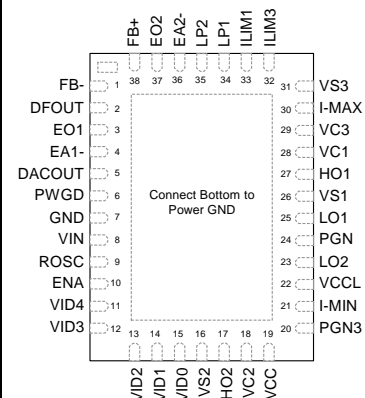 FB+
EO2
EA2-
LP2
LP1
ILIM1
ILIM3
38
37
36
35
34
33
32
FB- 1
DFOUT 2
EO1 3
EA1- 4
DACOUT 5
PWGD 6
GND 7
VIN 8
ROSC 9
ENA 10
VID4 11
VID3 12
Connect Bottom to
Power GND
31 VS3
30 I-MAX
29 VC3
28 VC1
27 HO1
26 VS1
25 LO1
24 PGN
23 LO2
22 VCCL
21 I-MIN
20 PGN3
13
14
15
16
17
18
19
VID2
VID1
VID0
VS2
HO2
VC2
VCC